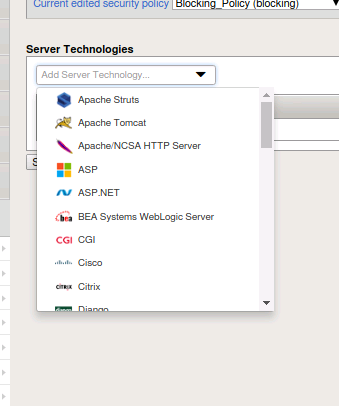 Current edited security policy Blocking_Policy (blocking)
Server Technologies
Add Server Technology...
Apache Struts
Apache Tomcat
Apache/NCSA HTTP Server
ASP
ASP.NET
bea BEA Systems WebLogic Server
CGI CGI
Cisco
CITRIX Citrix
Django
S